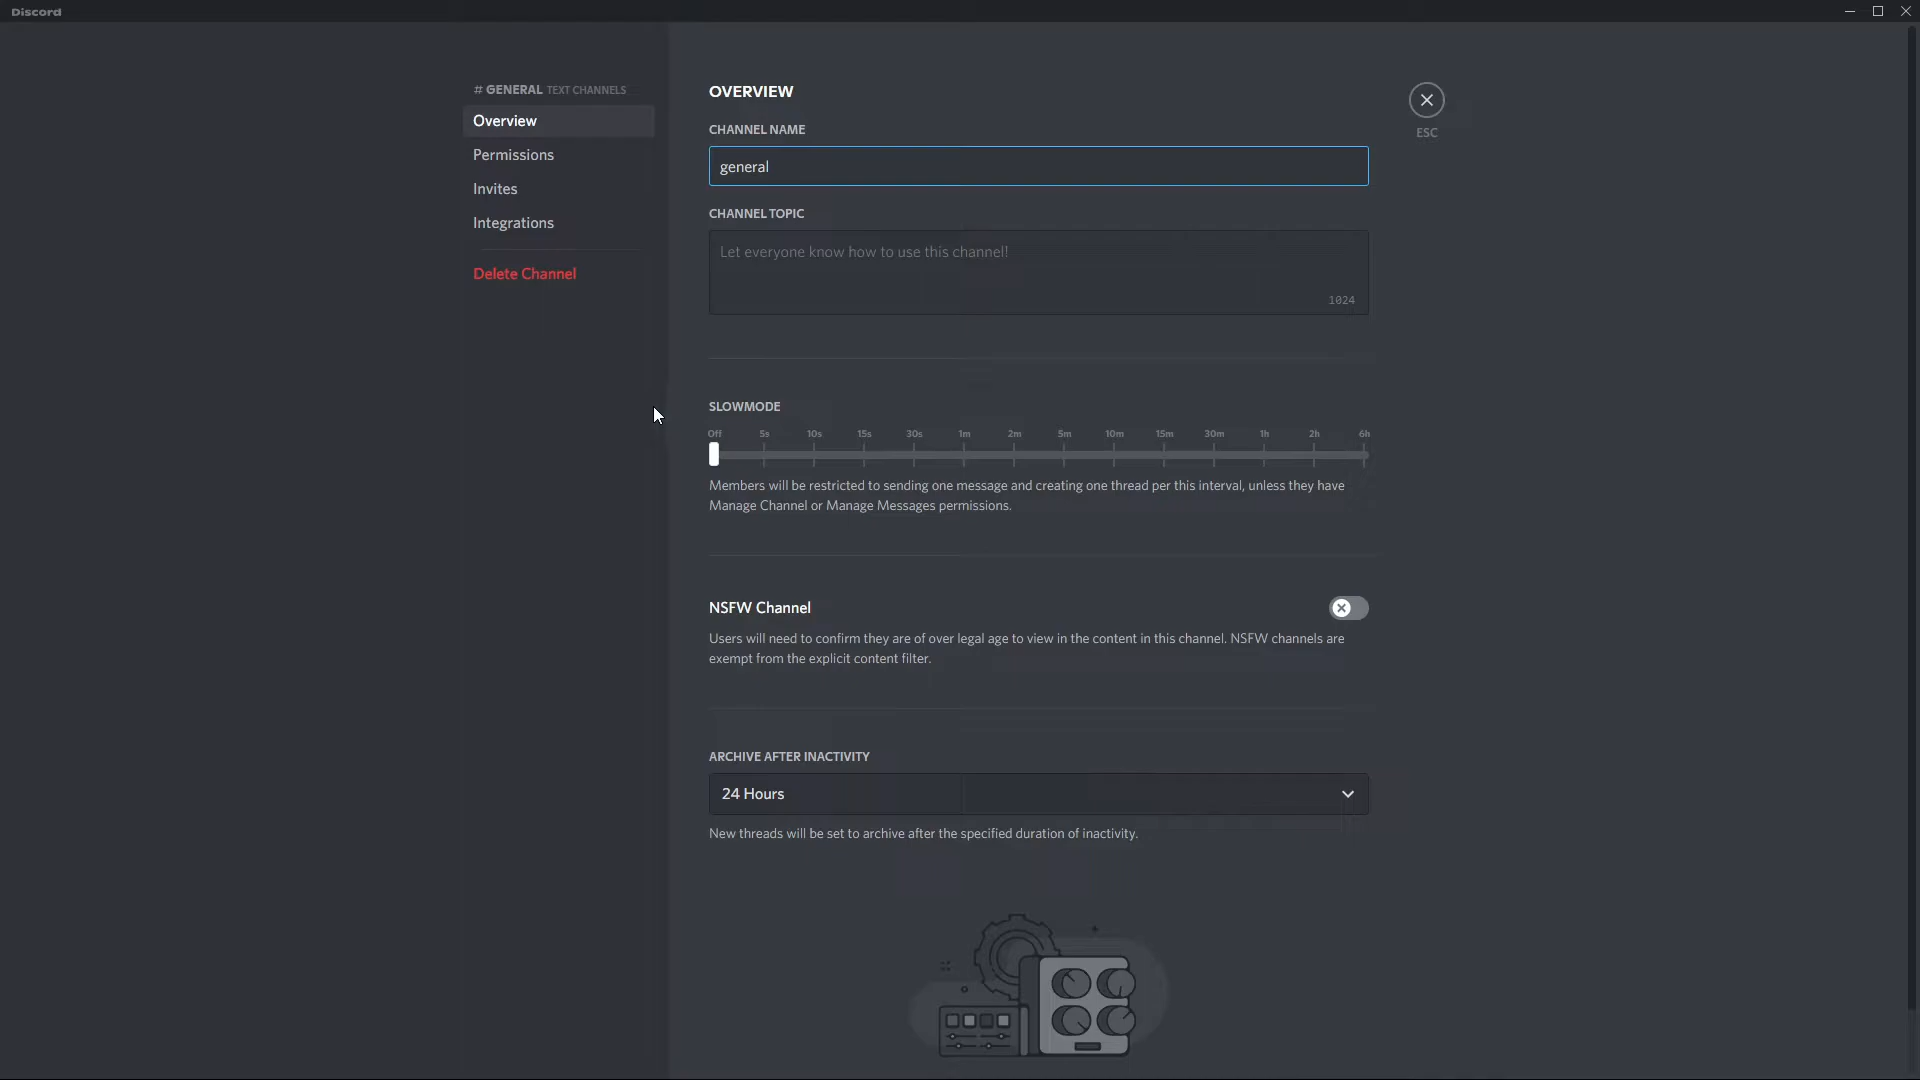 Discord
# GENERAL TEXT CHANNELS
Overview
Permissions
Invites
Integrations
Delete Channel
OVERVIEW
CHANNEL NAME
general
CHANNEL TOPIC
Let everyone know how to use this channel!
1024
ESC
SLOWMODE
Off 5s 10s 15s 30s 1m 2m 5m 10m 15m 30m 1h 2h 6h
Members will be restricted to sending one message and creating one thread per this interval, unless they have
Manage Channel or Manage Messages permissions.
NSFW Channel
Users will need to confirm they are of over legal age to view in the content in this channel. NSFW channels are
exempt from the explicit content filter.
ARCHIVE AFTER INACTIVITY
24 Hours
New threads will be set to archive after the specified duration of inactivity.